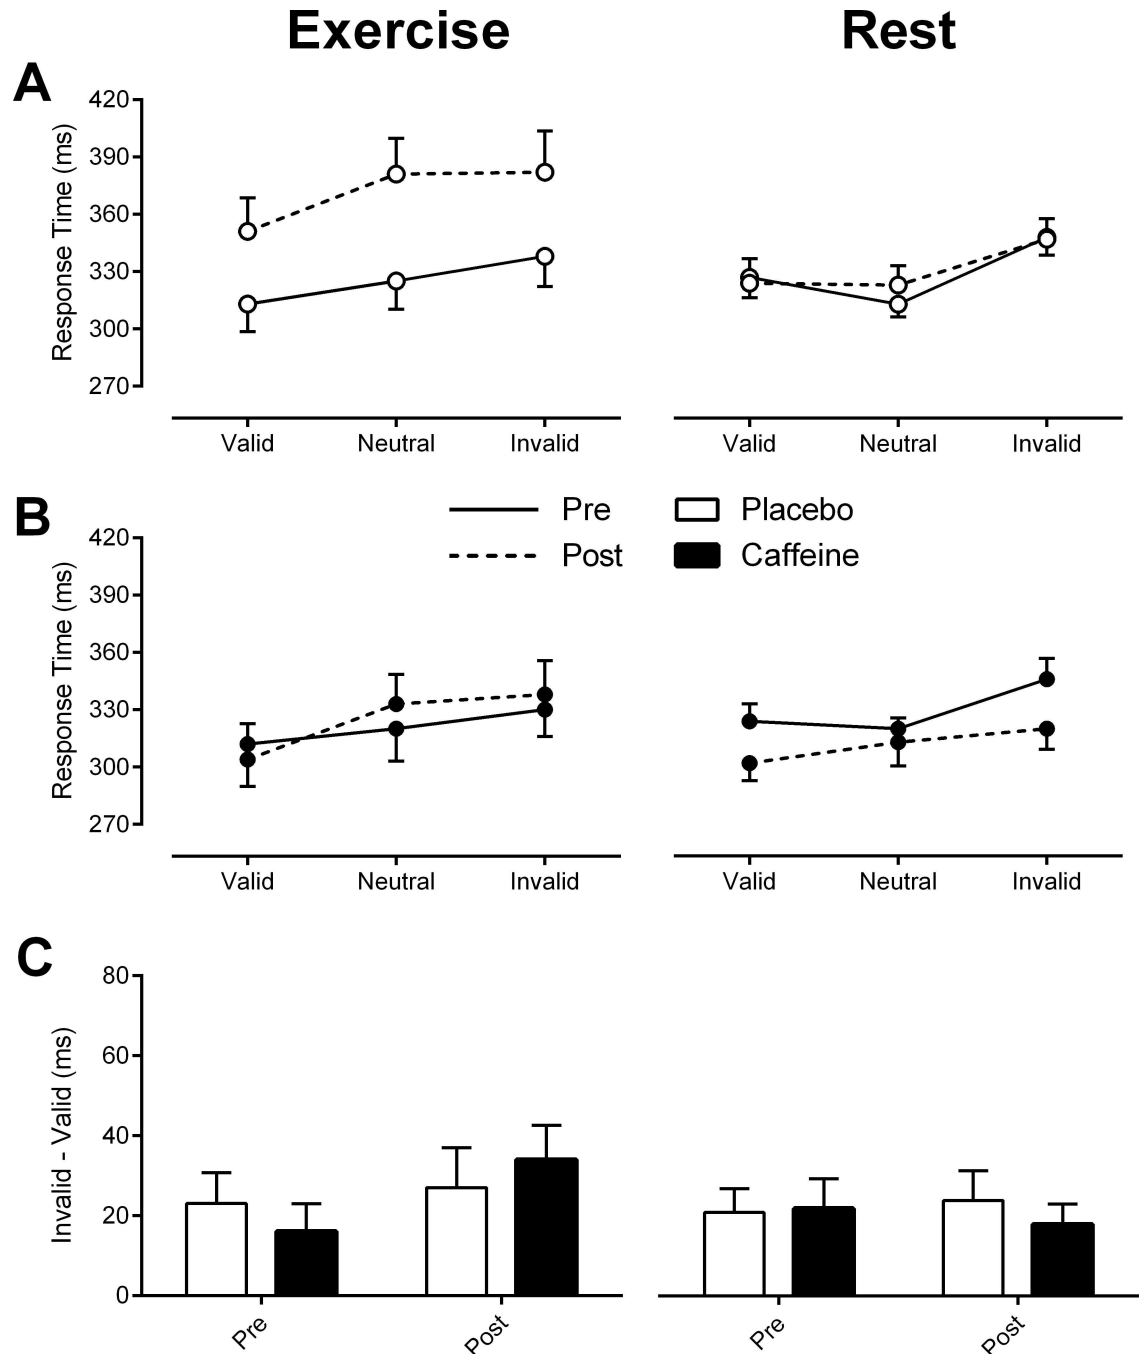 Exercise Rest
A
Response Time (ms)
420
390
360
330
300
270
Valid Neutral Invalid Valid Neutral Invalid
B
Pre Placebo
Post Caffeine
Response Time (ms)
420
390
360
330
300
270
Valid Neutral Invalid Valid Neutral Invalid
C
Invalid - Valid (ms)
80
60
40
20
0
Pre Post Pre Post